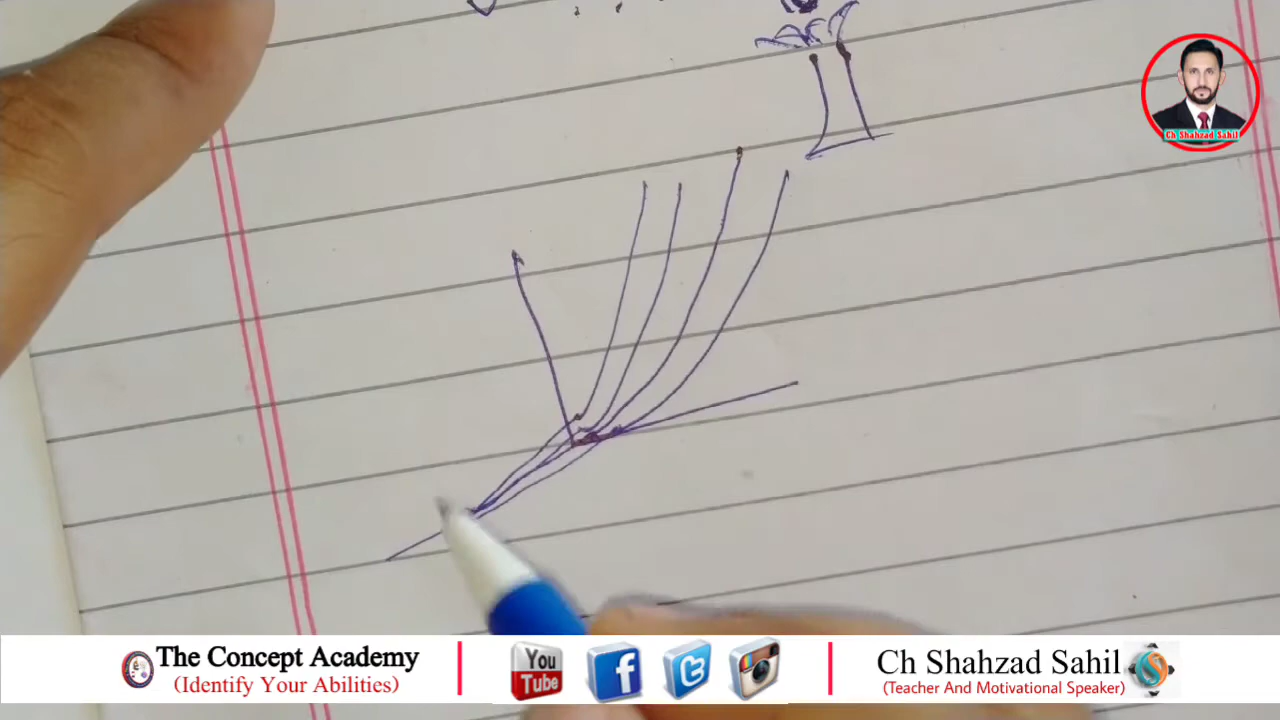 Ch Shahzad Sahil
The Concept Academy
(Identify Your Abilities)
You
Tube
Ch Shahzad Sahil
(Teacher And Motivational Speaker)